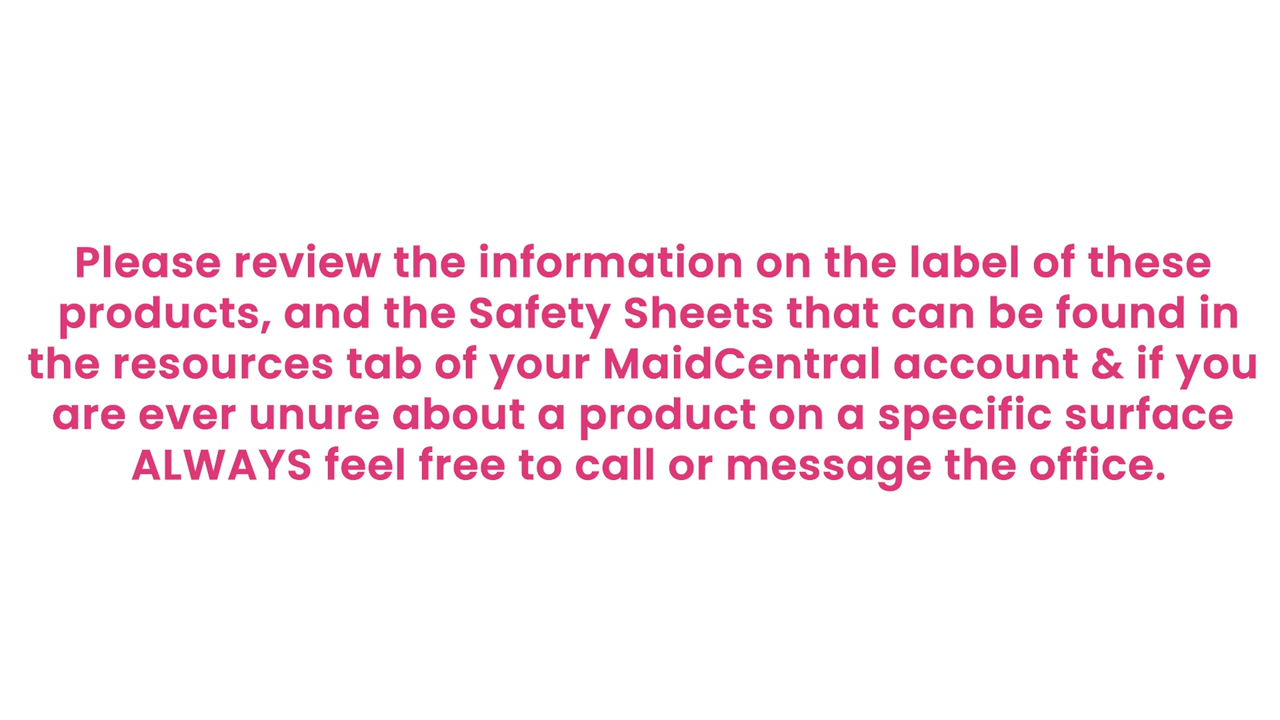 Please review the information on the label of these
products, and the Safety Sheets that can be found in
the resources tab of your MaidCentral account & if you
are ever unure about a product on a specific surface
ALWAYS feel free to call or message the office.